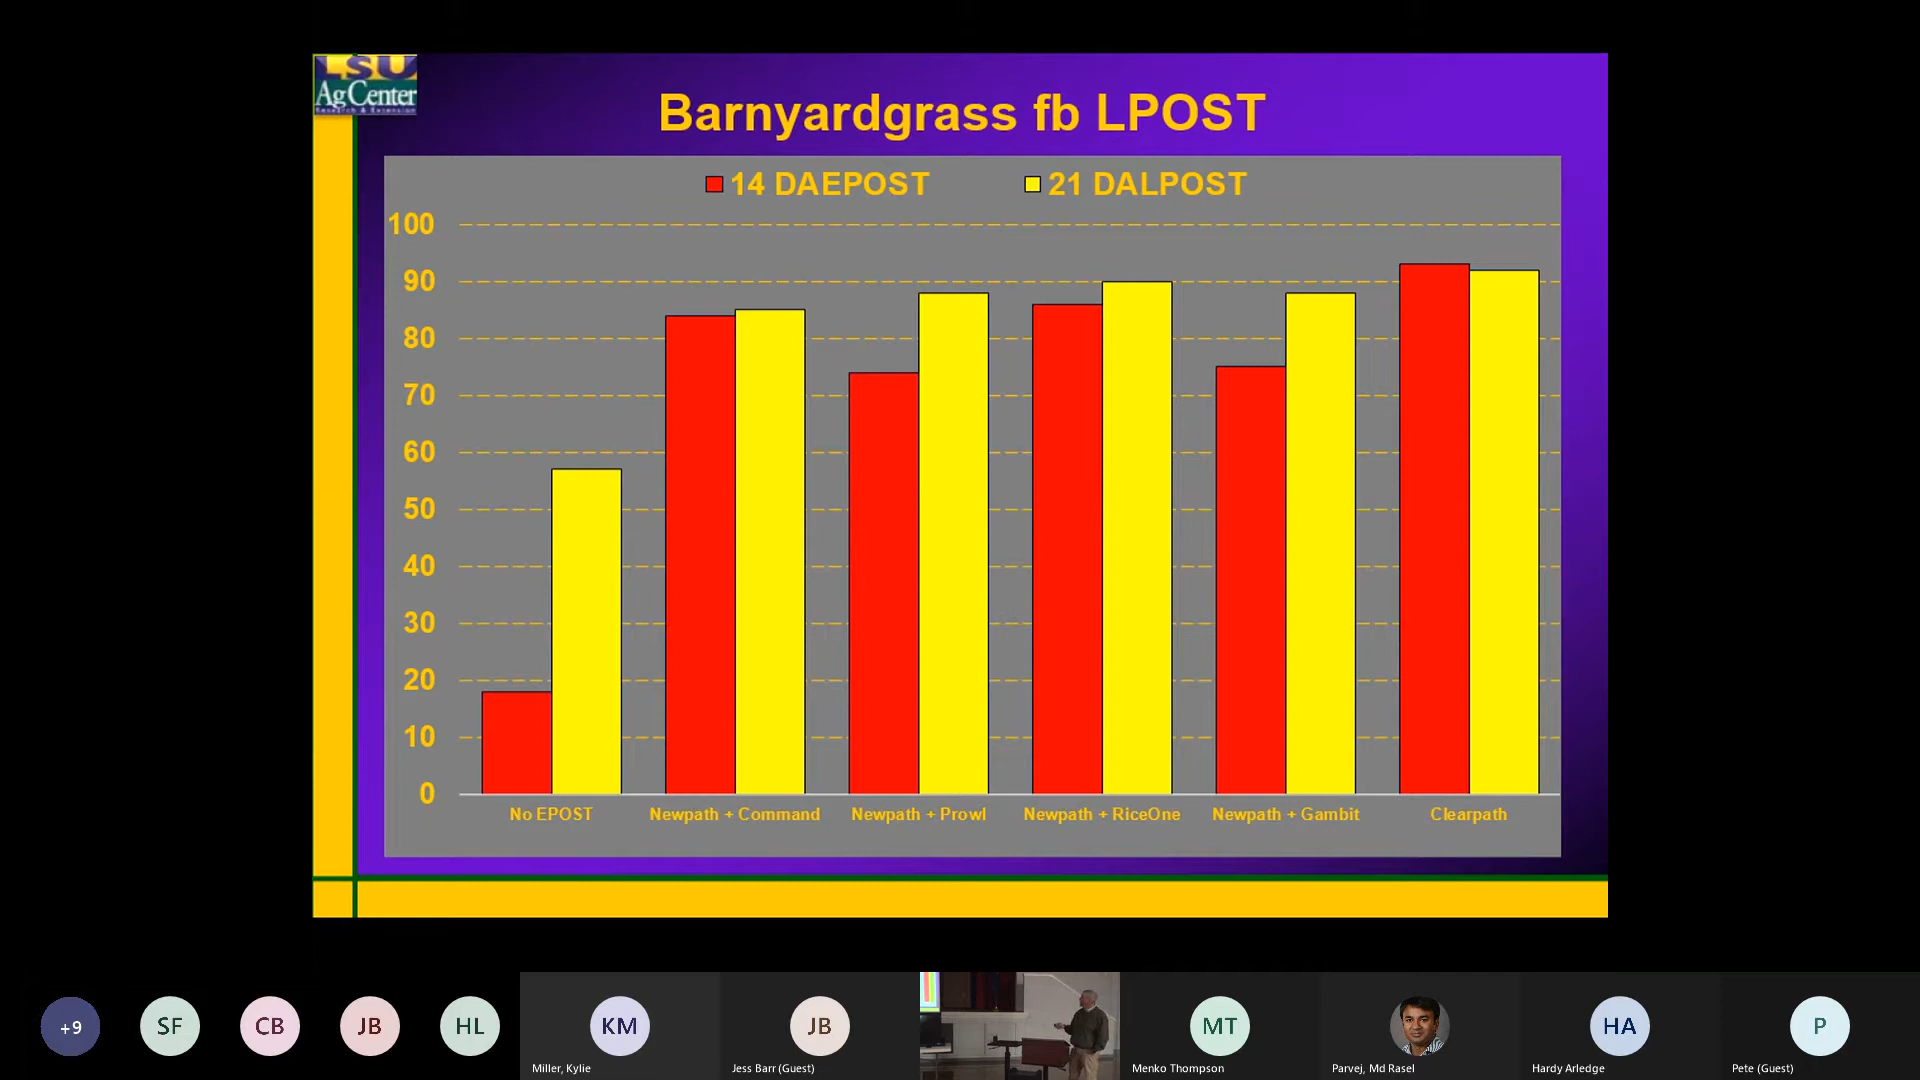 LSU
AgCenter
Research & Extension
Barnyardgrass fb LPOST
14 DAEPOST
21 DALPOST
100
90
80
70
60
50
40
30
20
10
0
No EPOST
Newpath + Command
Newpath + Prowl
Newpath + RiceOne
Newpath + Gambit
Clearpath
+9
SF
CB
JB
HL
KM
Miller, Kylie
JB
Jess Barr (Guest)
MT
Menko Thompson
Parvej, Md Rasel
HA
Hardy Arledge
P
Pete (Guest)